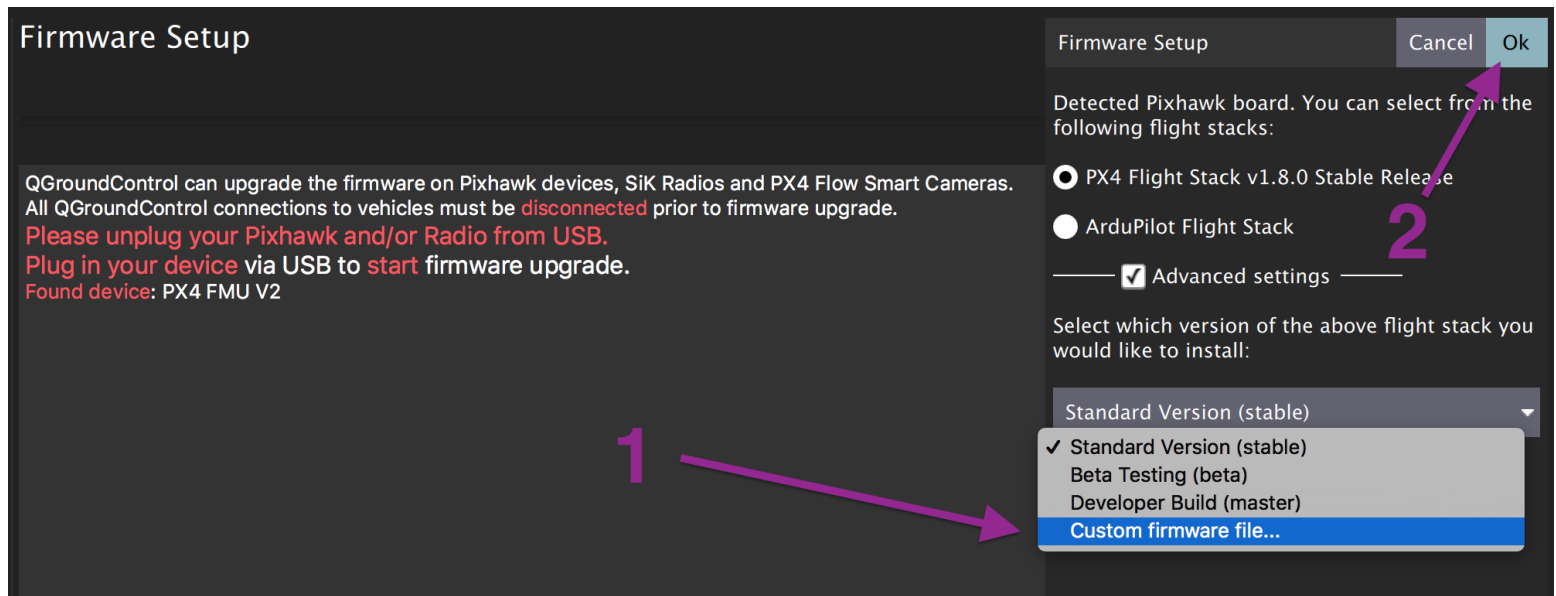 Firmware Setup
QGroundControl can upgrade the firmware on Pixhawk devices, SiK Radios and PX4 Flow Smart Cameras.
All QGroundControl connections to vehicles must be disconnected prior to firmware upgrade.
Please unplug your Pixhawk and/or Radio from USB.
Plug in your device via USB to start firmware upgrade.
Found device: PX4 FMU V2
1
Firmware Setup
Cancel
Ok
Detected Pixhawk board. You can select from the
following flight stacks:
PX4 Flight Stack v1.8.0 Stable Release
ArduPilot Flight Stack
2
Advanced settings
Select which version of the above flight stack you
would like to install:
Standard Version (stable)
Standard Version (stable)
Beta Testing (beta)
Developer Build (master)
Custom firmware file...